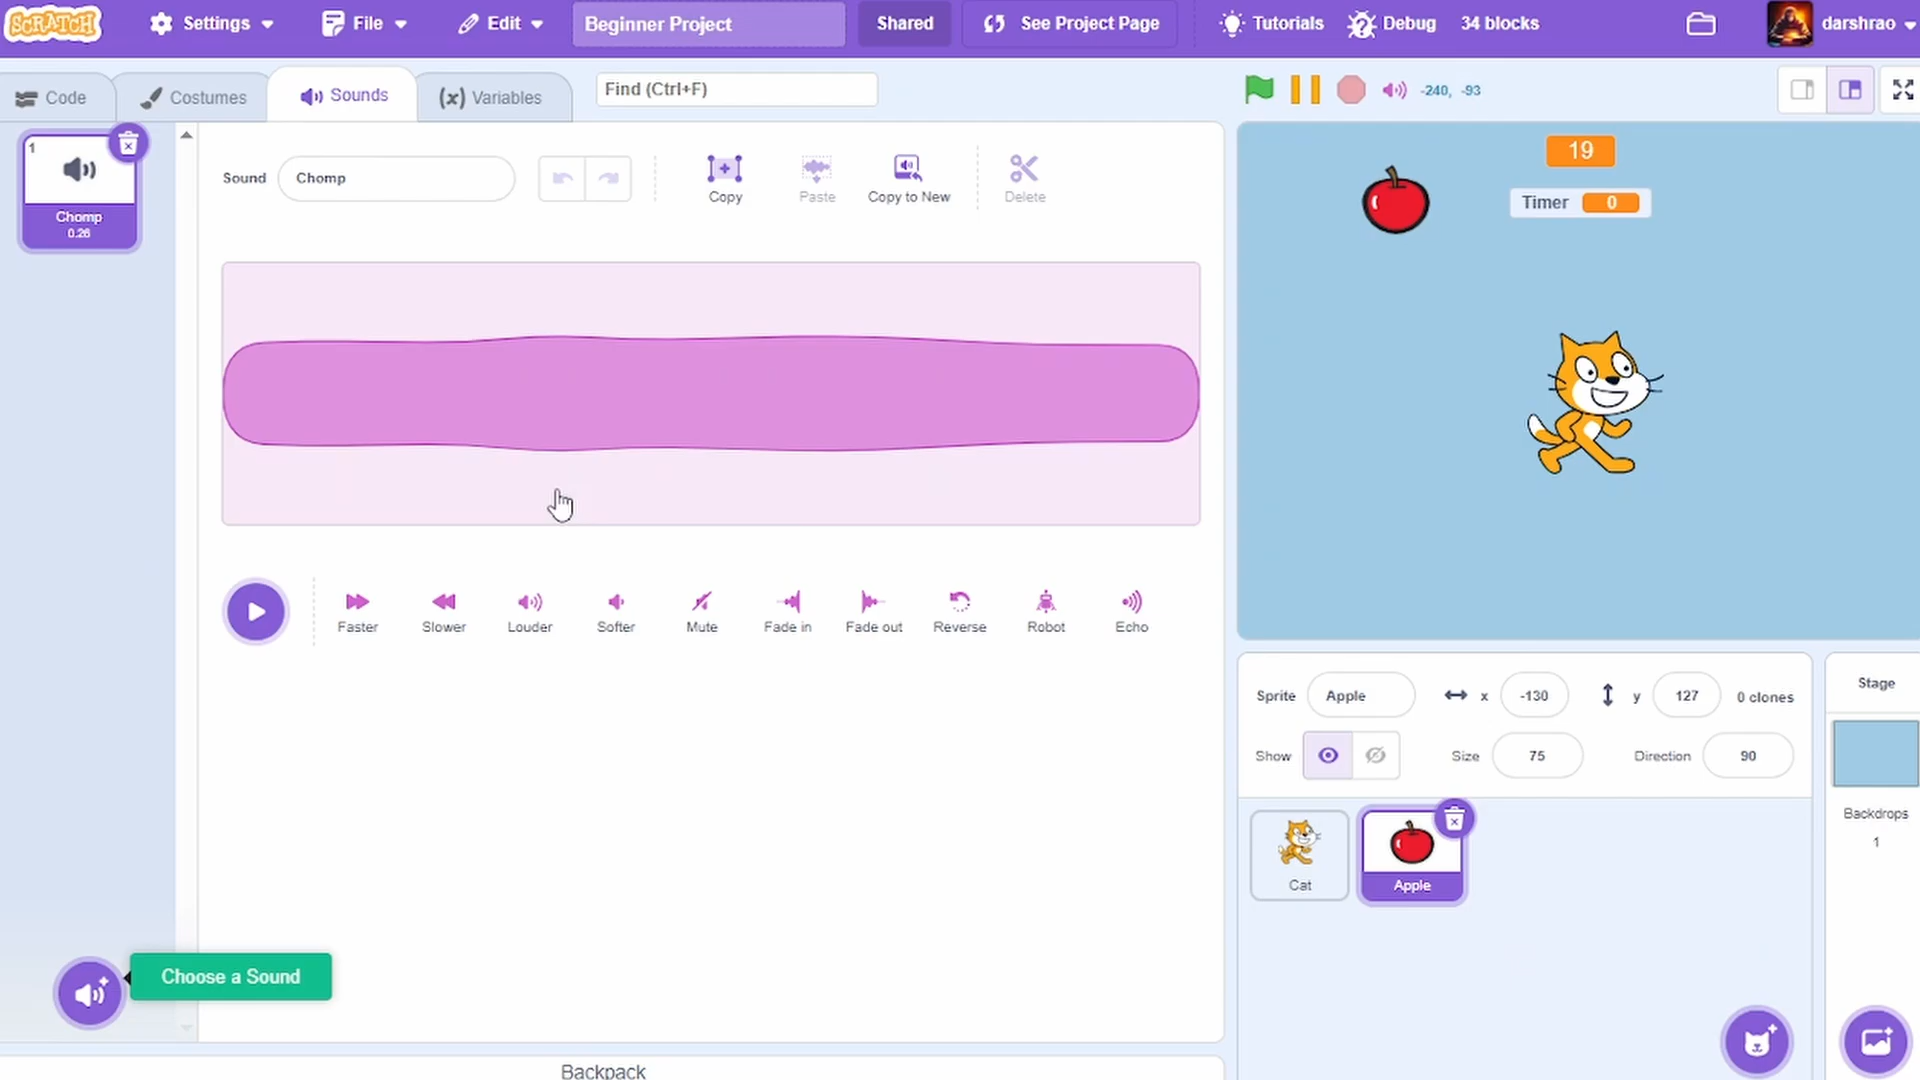 SCRATCH
Settings
File
Edit
Beginner Project
Shared
See Project Page
Tutorials
Debug
34 blocks
darshrao
Code
Costumes
Sounds
(x) Variables
Find (Ctrl+F)
-240, -93
1
Chomp
0.26
Sound
Chomp
Copy
Paste
Copy to New
Delete
19
Timer 0
Faster
Slower
Louder
Softer
Mute
Fade in
Fade out
Reverse
Robot
Echo
Sprite
Apple
x
-130
y
127
0 clones
Show
Size
75
Direction
90
Stage
Backdrops
1
Cat
Apple
Choose a Sound
Backpack